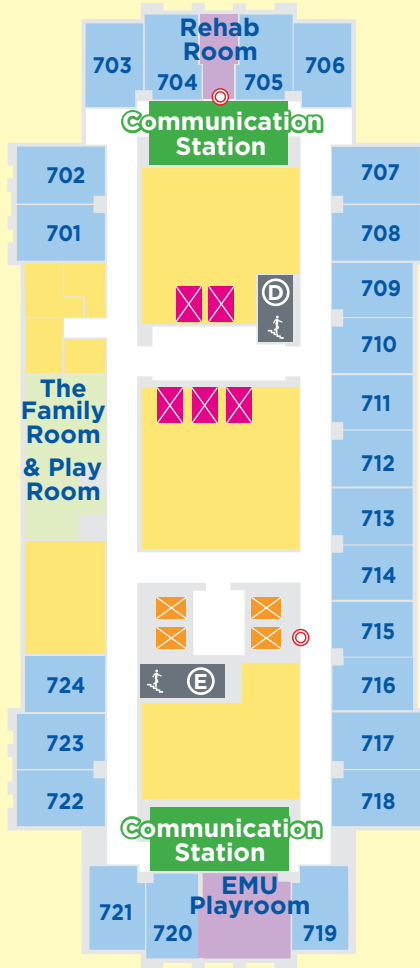 Rehab
Room
703
704
705
706
Communication
Station
702
707
701
708
D
709
710
The
Family
Room
& Play
Room
711
712
713
714
715
E
724
716
723
717
722
718
Communication
Station
EMU
Playroom
721
720
719